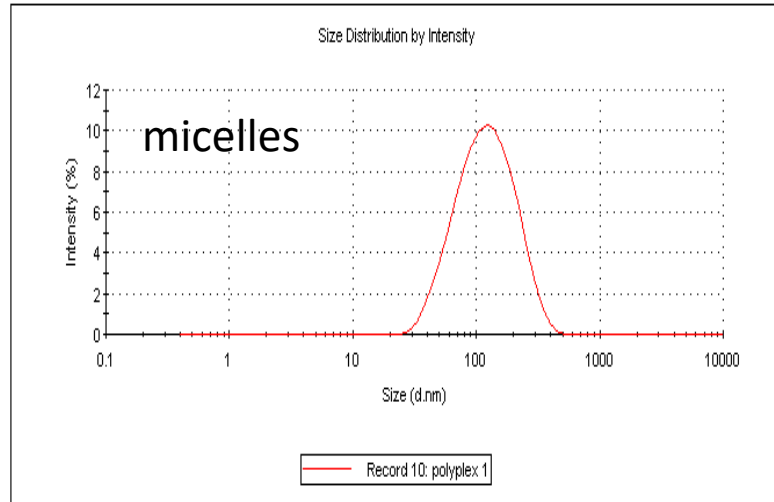 Size Distribution by Intensity
micelles
Intensity (%)
12
10
8
6
4
2
0
0.1 1 10 100 1000 10000
Size (d.nm)
Record 10: polyplex 1